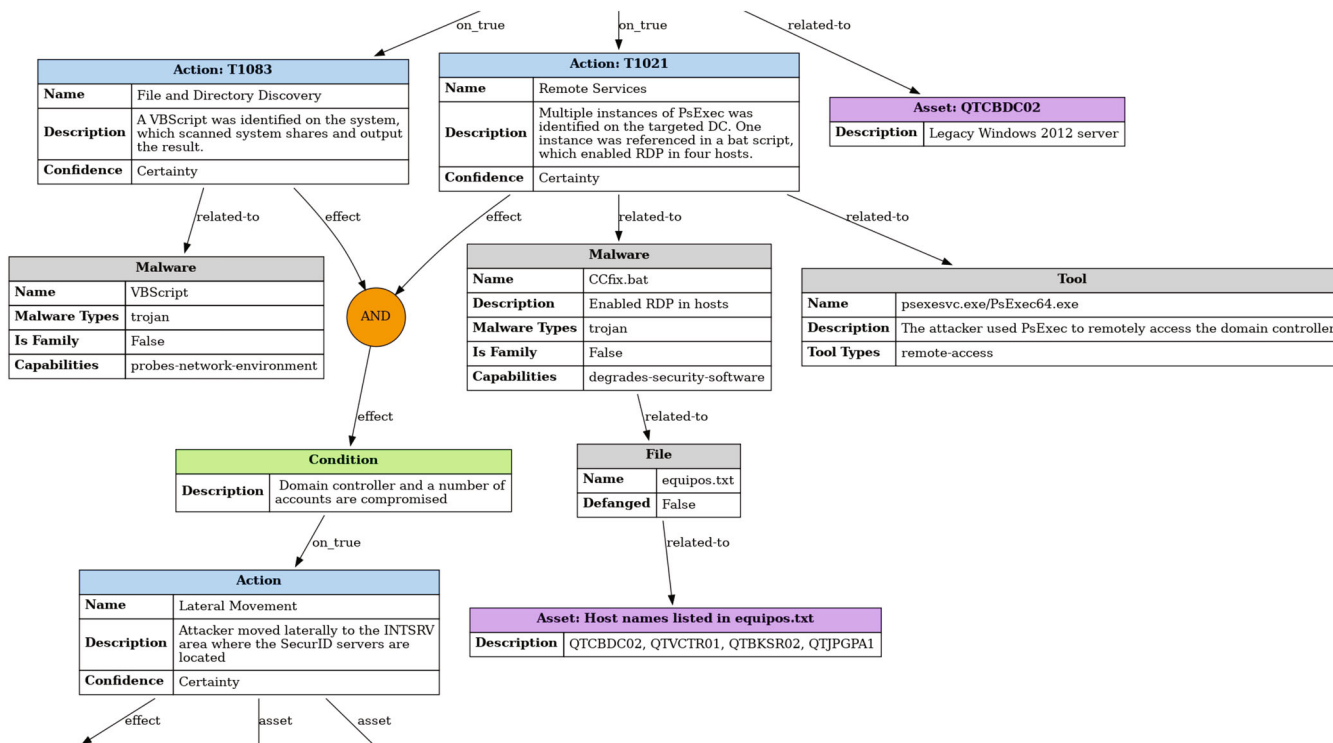 on_true
on_true
related-to
Action: T1083
Name File and Directory Discovery
Description A VBScript was identified on the system,
which scanned system shares and output
the result.
Confidence Certainty
Action: T1021
Name Remote Services
Description Multiple instances of PsExec was
identified on the targeted DC. One
instance was referenced in a bat script,
which enabled RDP in four hosts.
Confidence Certainty
Asset: QTCBDC02
Description Legacy Windows 2012 server
related-to
effect
effect
related-to
related-to
Malware
Name VBScript
Malware Types trojan
Is Family False
Capabilities probes-network-environment
AND
Malware
Name CCfix.bat
Description Enabled RDP in hosts
Malware Types trojan
Is Family False
Capabilities degrades-security-software
Tool
Name psexesvc.exe/PsExec64.exe
Description The attacker used PsExec to remotely access the domain controller
Tool Types remote-access
effect
related-to
Condition
Description Domain controller and a number of
accounts are compromised
File
Name equipos.txt
Defanged False
on_true
related-to
Action
Name Lateral Movement
Description Attacker moved laterally to the INTSRV
area where the SecurID servers are
located
Confidence Certainty
Asset: Host names listed in equipos.txt
Description QTCBDC02, QTVCTR01, QTBKSR02, QTJPGPA1
effect
asset
asset